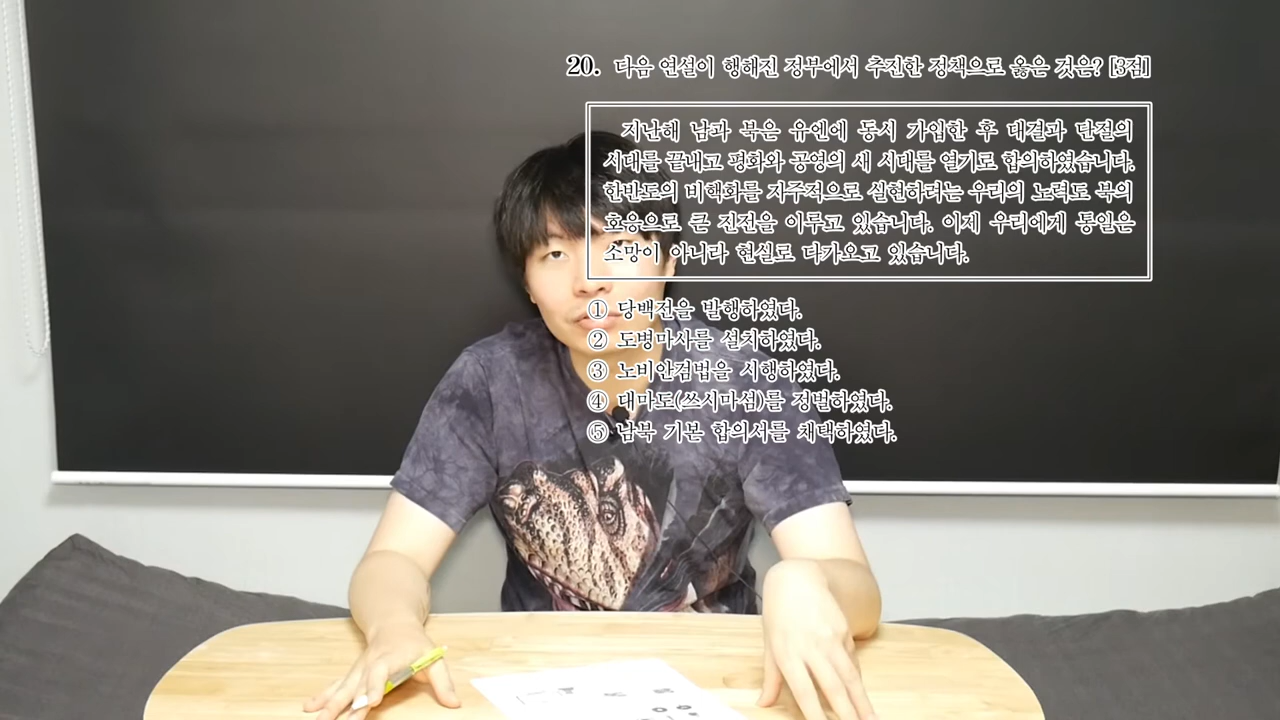 20. 다음 연설이 행해진 정부에서 추진한 정책으로 옳은 것은? [3점]
지난해 남과 북은 유엔에 동시 가입한 후 대결과 단절의
시대를 끝내고 평화와 공영의 새 시대를 열기로 합의하였습니다.
한반도의 비핵화를 자주적으로 실현하려는 우리의 노력도 북의
호응으로 큰 진전을 이루고 있습니다. 이제 우리에게 통일은
소망이 아니라 현실로 다가오고 있습니다.
① 당백전을 발행하였다.
② 도병마사를 설치하였다.
③ 노비안검법을 시행하였다.
④ 대마도(쓰시마섬)를 정벌하였다.
⑤ 남북 기본 합의서를 채택하였다.